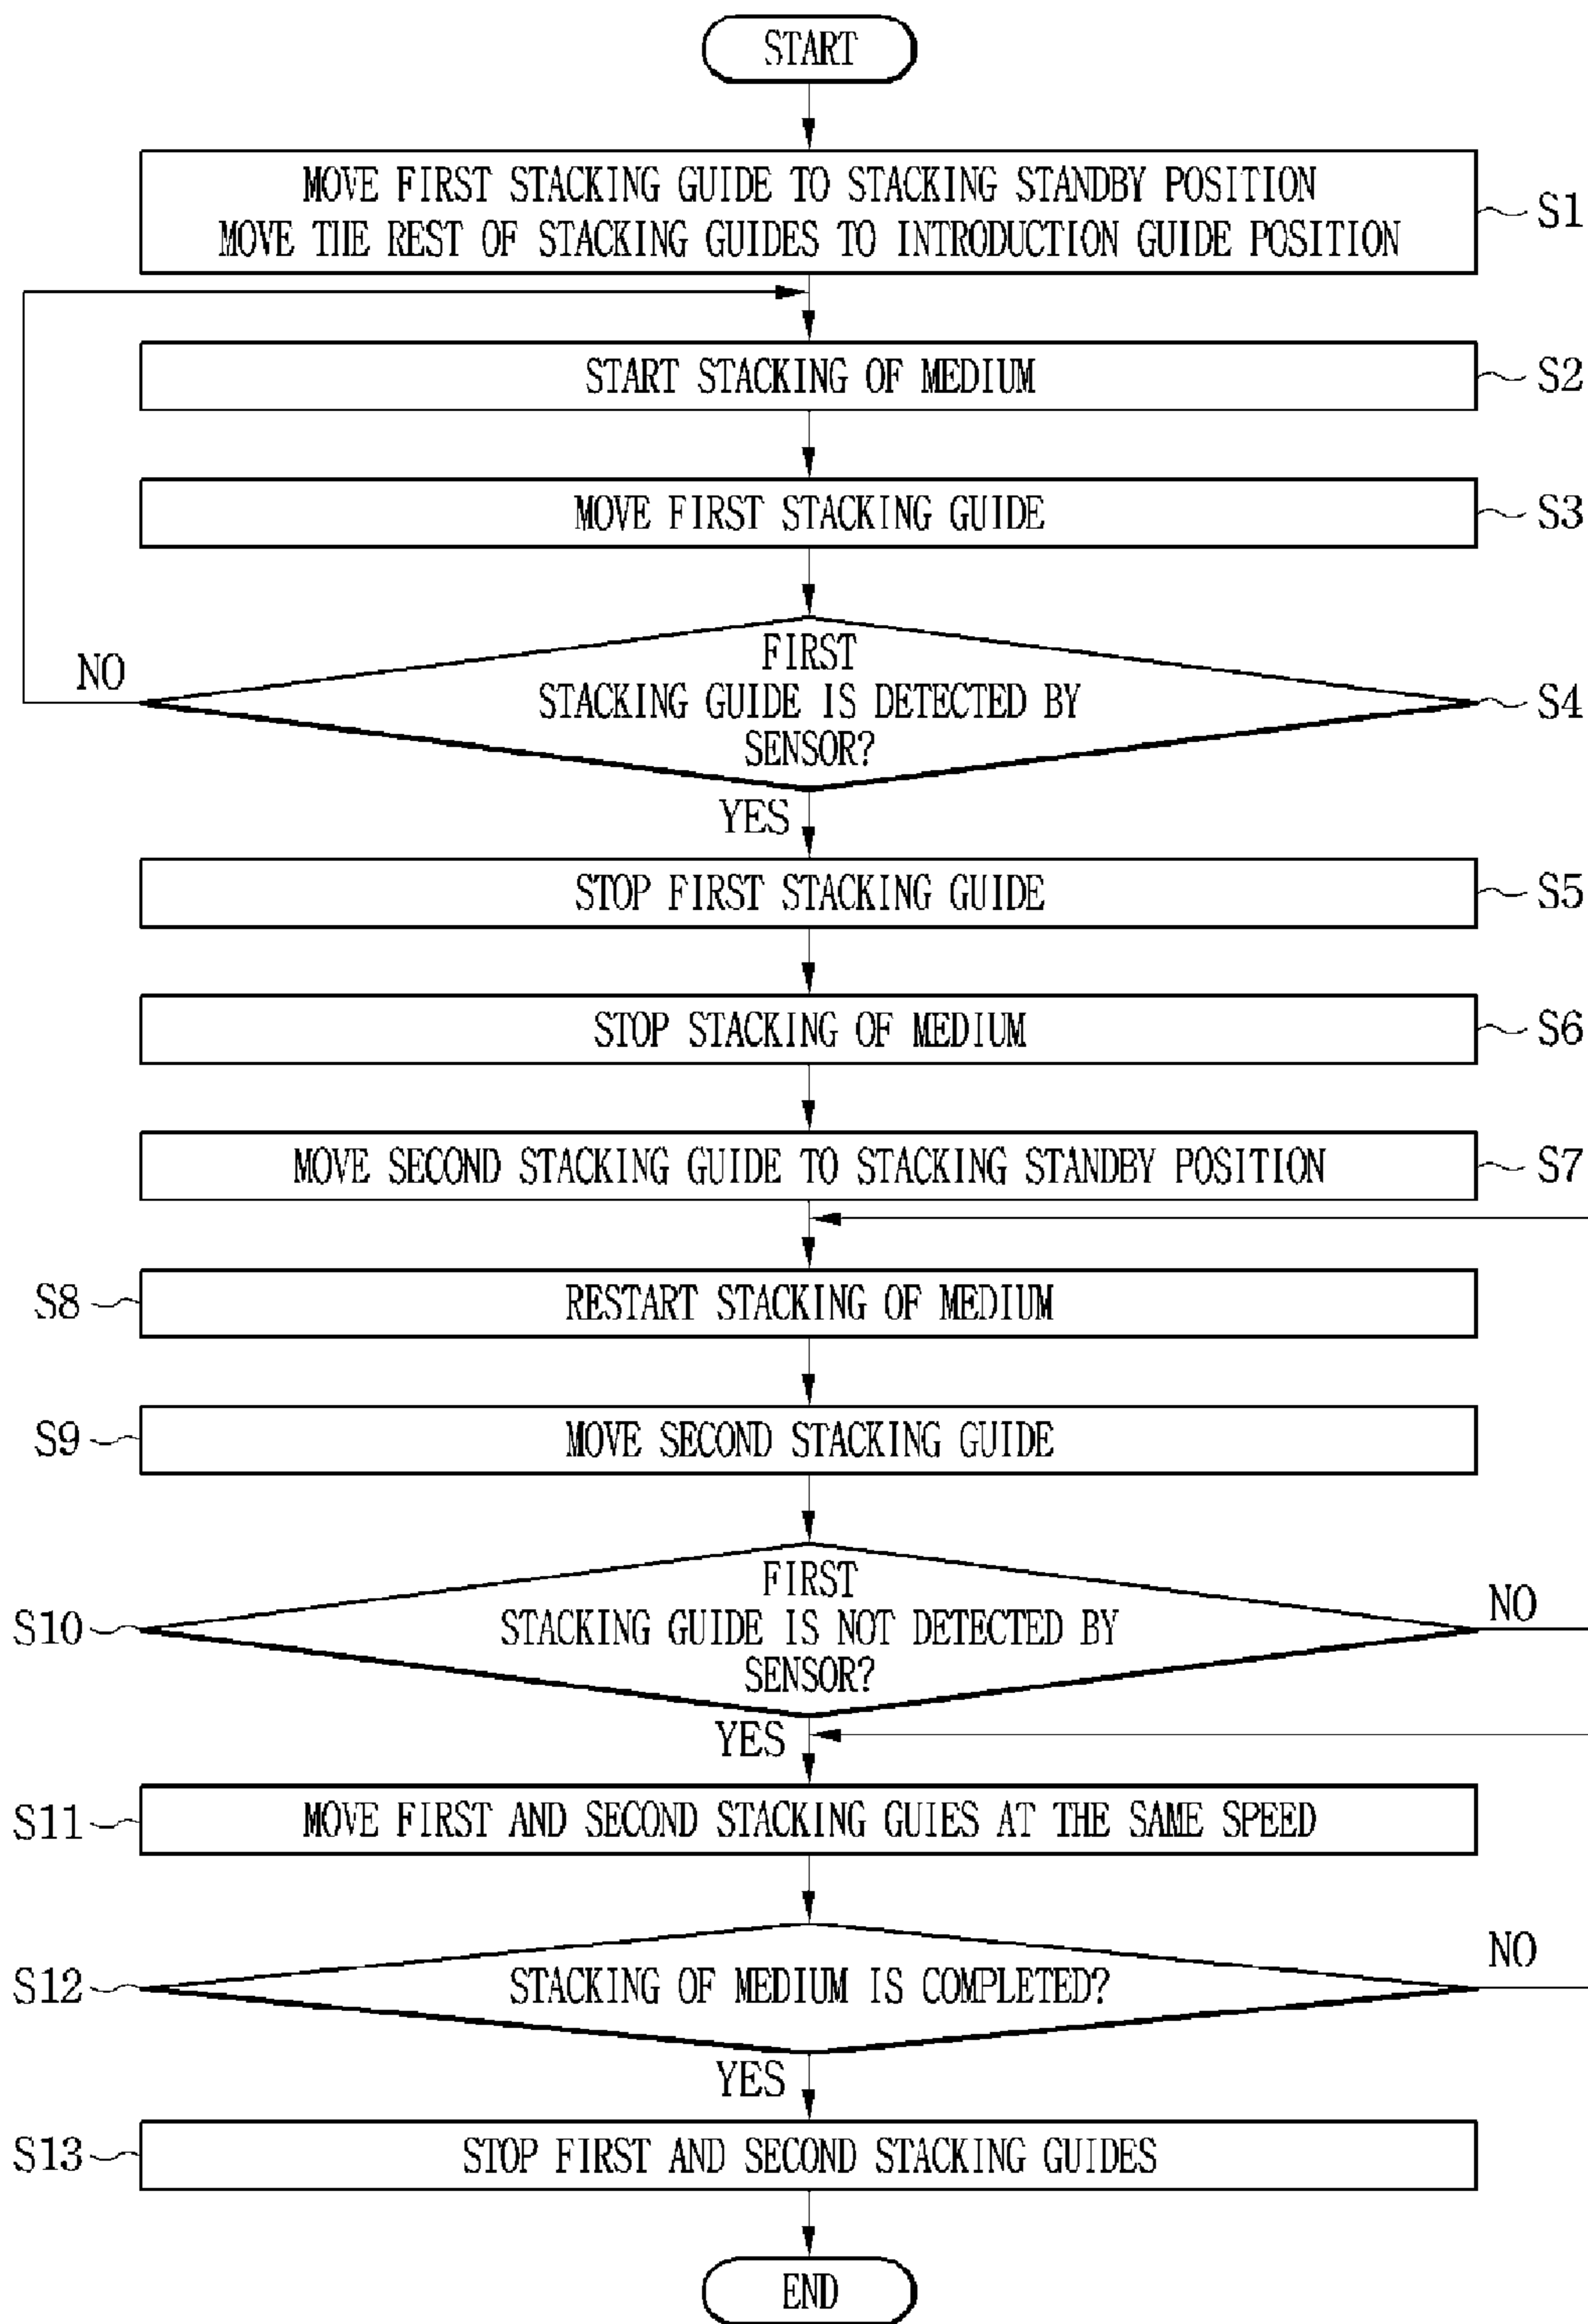 START
MOVE FIRST STACKING GUIDE TO STACKING STANDBY POSITION
MOVE THE REST OF STACKING GUIDES TO INTRODUCTION GUIDE POSITION
S1
START STACKING OF MEDIUM
S2
MOVE FIRST STACKING GUIDE
S3
NO
FIRST
STACKING GUIDE IS DETECTED BY
SENSOR?
S4
YES
STOP FIRST STACKING GUIDE
S5
STOP STACKING OF MEDIUM
S6
MOVE SECOND STACKING GUIDE TO STACKING STANDBY POSITION
S7
S8
RESTART STACKING OF MEDIUM
S9
MOVE SECOND STACKING GUIDE
S10
FIRST
STACKING GUIDE IS NOT DETECTED BY
SENSOR?
NO
YES
S11
MOVE FIRST AND SECOND STACKING GUIES AT THE SAME SPEED
S12
STACKING OF MEDIUM IS COMPLETED?
NO
YES
S13
STOP FIRST AND SECOND STACKING GUIDES
END